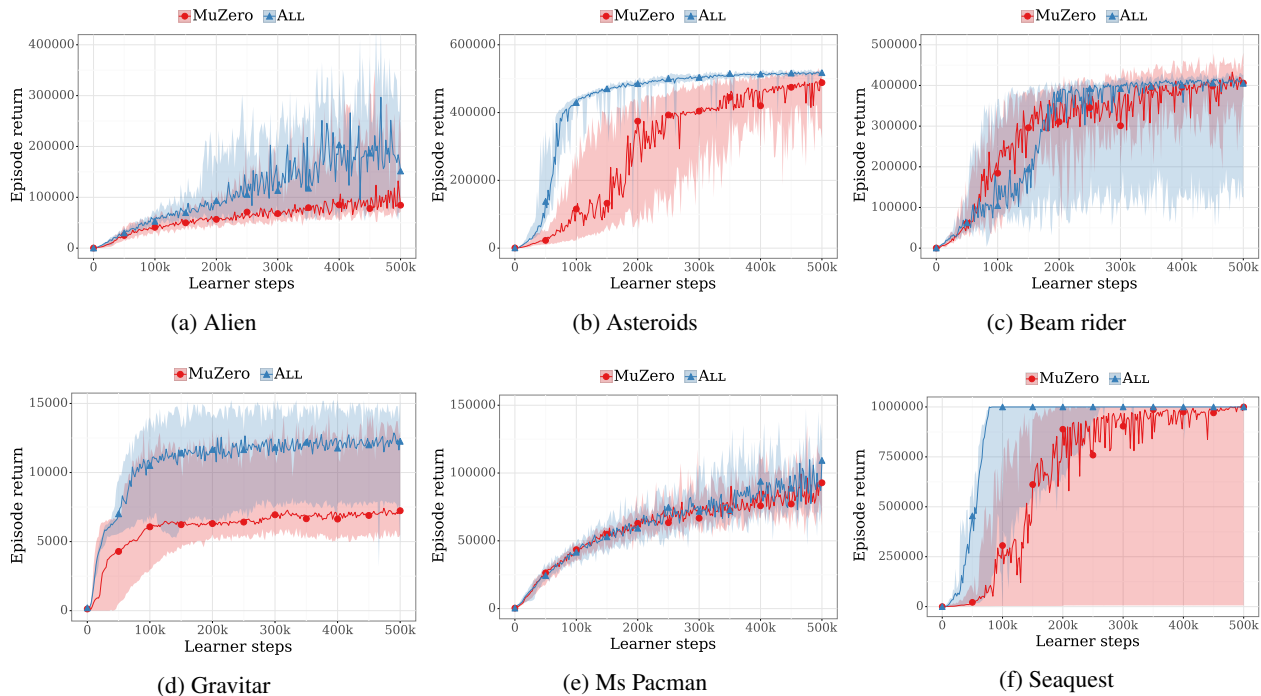 MuZero ALL
400000
300000
200000
100000
0
Episode return
0 100k 200k 300k 400k 500k
Learner steps
(a) Alien
MuZero ALL
600000
400000
200000
0
Episode return
0 100k 200k 300k 400k 500k
Learner steps
(b) Asteroids
MuZero ALL
500000
400000
300000
200000
100000
0
Episode return
0 100k 200k 300k 400k 500k
Learner steps
(c) Beam rider
MuZero ALL
15000
10000
5000
0
Episode return
0 100k 200k 300k 400k 500k
Learner steps
(d) Gravitar
MuZero ALL
150000
100000
50000
0
Episode return
0 100k 200k 300k 400k 500k
Learner steps
(e) Ms Pacman
MuZero ALL
1000000
750000
500000
250000
0
Episode return
0 100k 200k 300k 400k 500k
Learner steps
(f) Seaquest